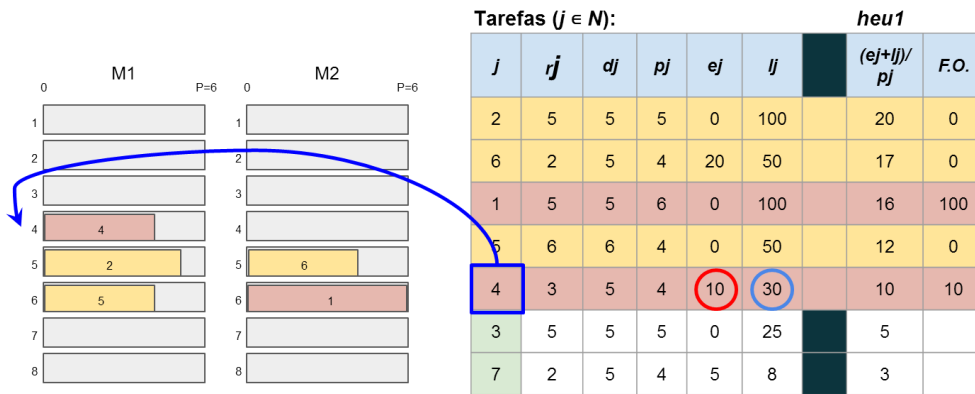 Tarefas (j ∈ N): heu1
M1 M2
0 P=6 0 P=6
j rj dj pj ej lj (ej+lj)/pj F.O.
2 5 5 5 0 100 20 0
6 2 5 4 20 50 17 0
1 5 5 6 0 100 16 100
5 6 6 4 0 50 12 0
4 3 5 4 10 30 10 10
3 5 5 5 0 25 5
7 2 5 4 5 8 3
1 1
2 2
3 3
4 4 4
5 2 5 6
6 5 6 1
7 7
8 8